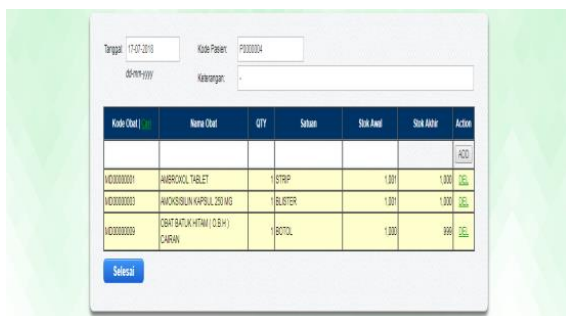 Tanggal: 17-07-2018 Kode Pasien: P0000004
dd-mm-yyyy Keterangan: -
Kode Obat | Cari Nama Obat QTY Satuan Stok Awal Stok Akhir Action
ADD
MD00000001 AMBROXOL TABLET 1 STRIP 1,001 1,000 DEL
MD00000003 AMOKSISILIN KAPSUL 250 MG 1 BLISTER 1,001 1,000 DEL
MD00000009 OBAT BATUK HITAM ( O.B.H ) CAIRAN 1 BOTOL 1,000 999 DEL
Selesai